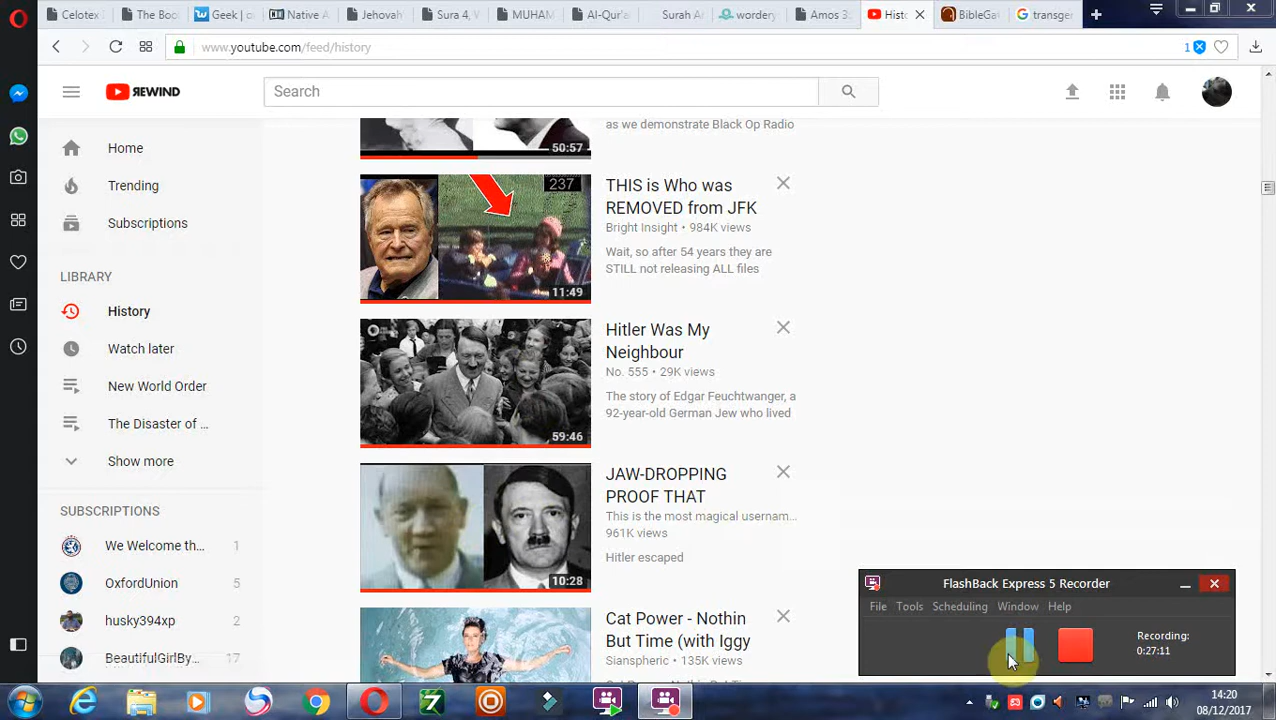 Celotex
The Bo
Geek | c
Native A
Jehovah
Sura 4,
MUHAM
Al-Qur'a
Surah Ar
wordery
Amos 3:
Histo
BibleGa
transger
www.youtube.com/feed/history
1
REWIND
Search
as we demonstrate Black Op Radio
50:57
Home
Trending
Subscriptions
LIBRARY
History
Watch later
New World Order
The Disaster of ...
Show more
SUBSCRIPTIONS
We Welcome th... 1
OxfordUnion 5
husky394xp 2
BeautifulGirlBy... 17
237
11:49
THIS is Who was
REMOVED from JFK
Bright Insight • 984K views
Wait, so after 54 years they are
STILL not releasing ALL files
59:46
Hitler Was My
Neighbour
No. 555 • 29K views
The story of Edgar Feuchtwanger, a
92-year-old German Jew who lived
10:28
JAW-DROPPING
PROOF THAT
This is the most magical usernam...
961K views
Hitler escaped
Cat Power - Nothin
But Time (with Iggy
Sianspheric • 135K views
FlashBack Express 5 Recorder
File Tools Scheduling Window Help
Recording:
0:27:11
14:20
08/12/2017